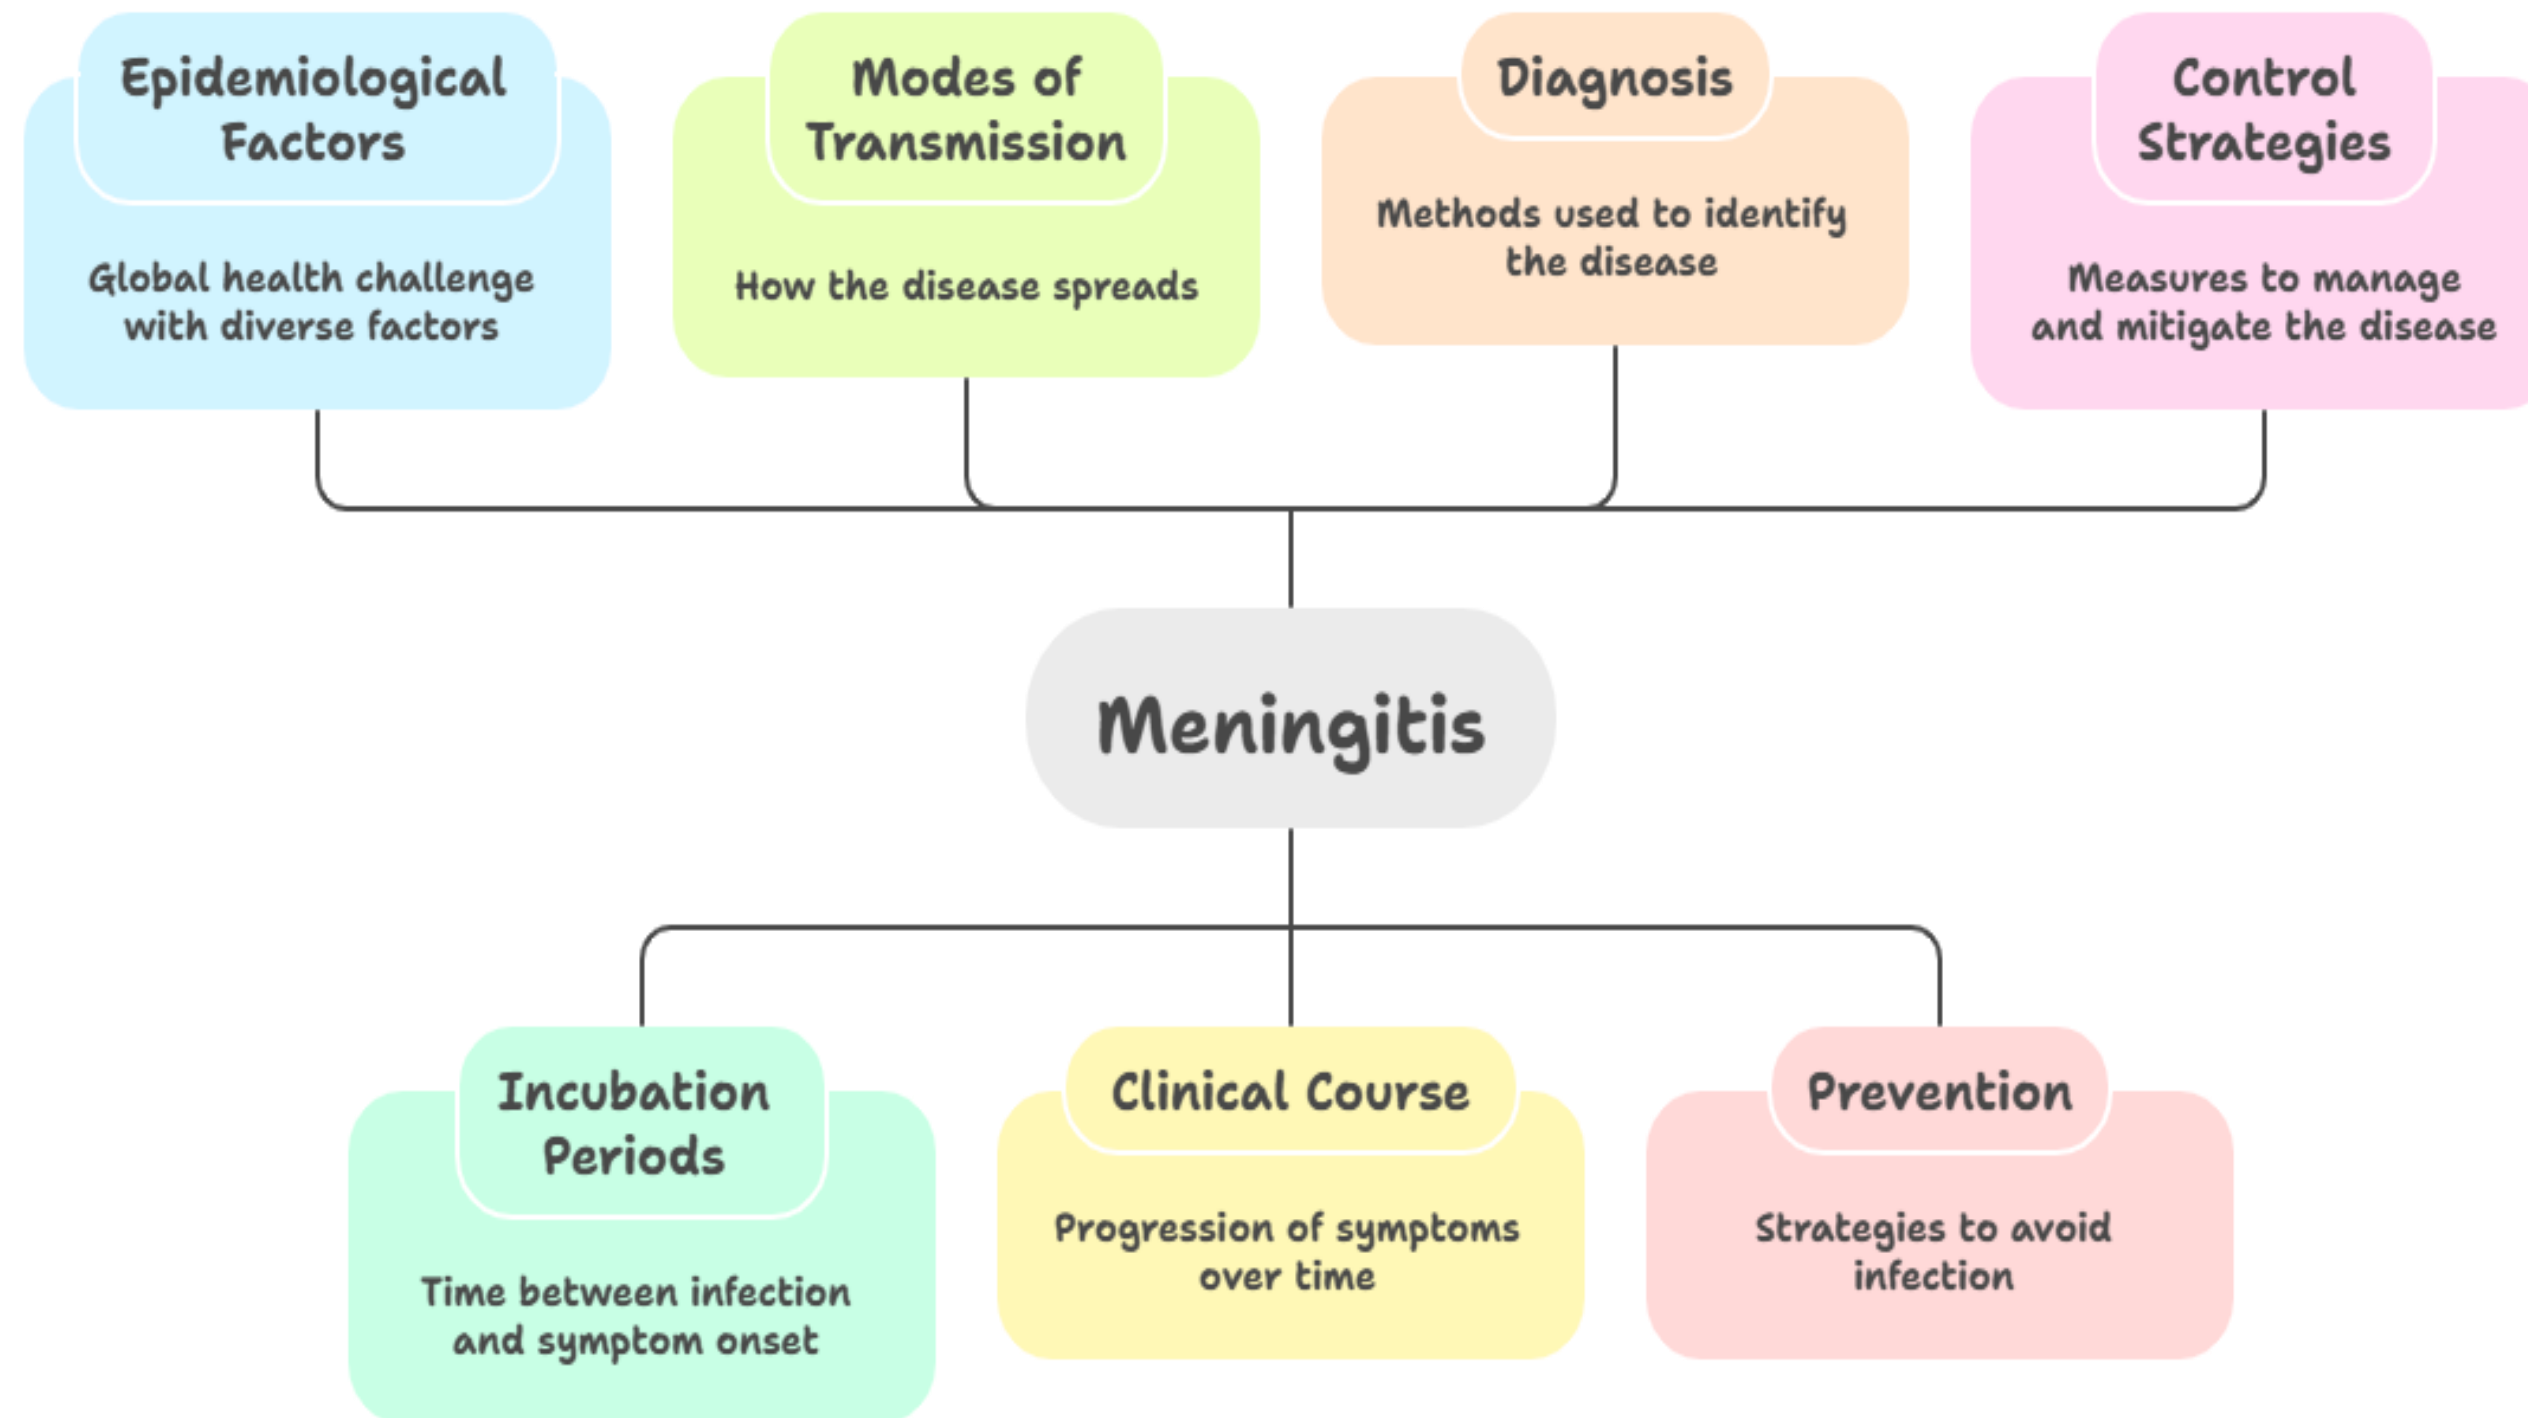 Epidemiological
Factors
Global health challenge
with diverse factors
Modes of
Transmission
How the disease spreads
Diagnosis
Methods used to identify
the disease
Control
Strategies
Measures to manage
and mitigate the disease
Meningitis
Incubation
Periods
Time between infection
and symptom onset
Clinical Course
Progression of symptoms
over time
Prevention
Strategies to avoid
infection